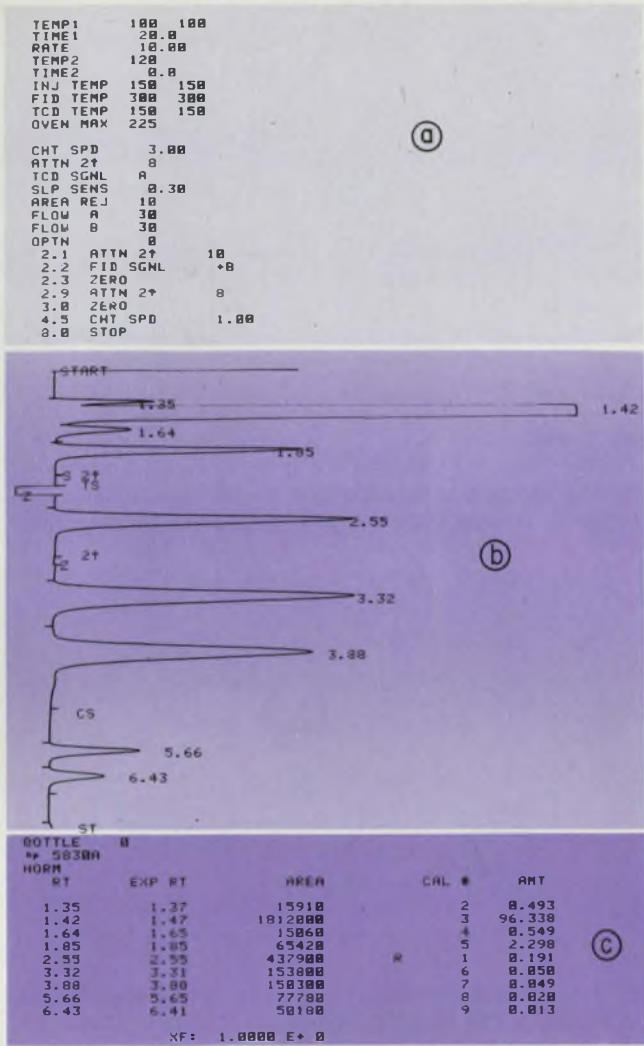 TEMP1 100 100
TIME1 20.0
RATE 10.00
TEMP2 120
TIME2 0.0
INJ TEMP 150 150
FID TEMP 300 300
TCD TEMP 150 150
OVEN MAX 225
CHT SPD 3.00
ATTN 2↑ 8
TCD SGNL A
SLP SENS 0.30
AREA REJ 10
FLOW A 30
FLOW B 30
OPTN 0
2.1 ATTN 2↑ 10
2.2 FID SGNL +B
2.3 ZERO
2.9 ATTN 2↑ 8
3.0 ZERO
4.5 CHT SPD 1.00
8.0 STOP
a
START
1.35
1.42
1.64
1.85
S 2↑
TS
Z
2.55
2↑
Z
b
3.32
3.88
CS
5.66
6.43
ST
BOTTLE 0
hp 5830A
NORM
RT EXP RT AREA CAL # AMT
1.35 1.37 15910 2 0.493
1.42 1.47 1812000 3 96.338
1.64 1.65 15060 4 0.549
1.85 1.85 65420 5 2.298
2.55 2.55 437900 R 1 0.191
3.32 3.31 153800 6 0.050
3.88 3.80 150300 7 0.049
5.66 5.65 77780 8 0.020
6.43 6.41 50180 9 0.013
c
XF: 1.0000 E+ 0